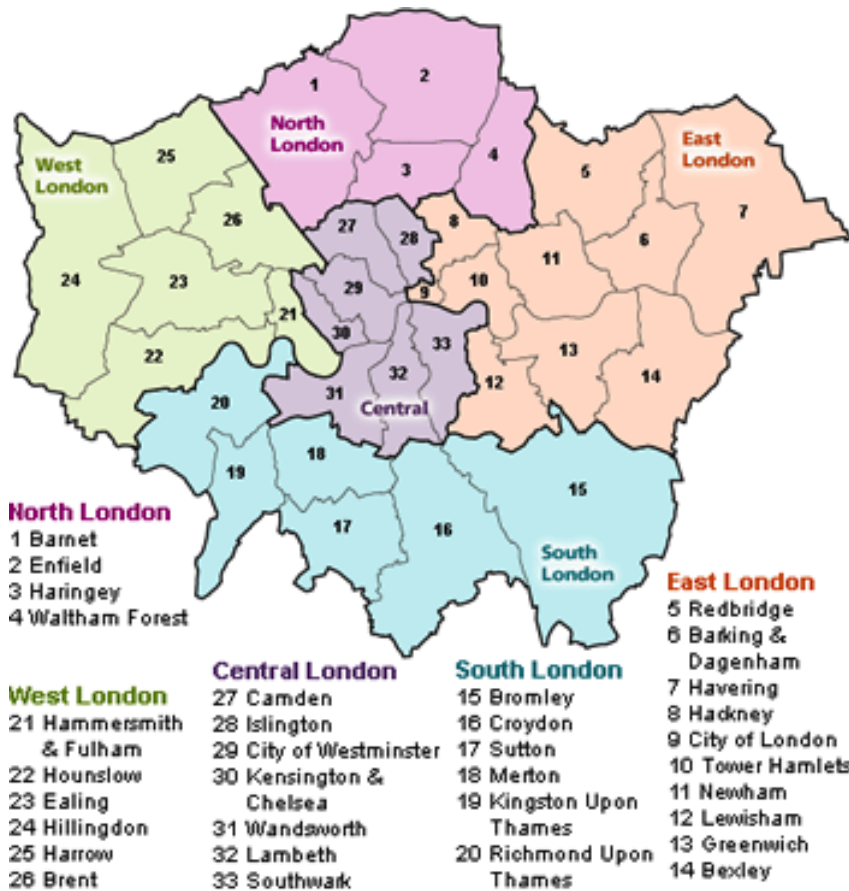 1
2
North
London
3
4
West
London
25
26
24
23
22
21
East
London
5
6
7
8
9
10
11
12
13
14
27
28
29
30
31
32
33
Central
20
19
18
17
16
15
South
London
North London
1 Barnet
2 Enfield
3 Haringey
4 Waltham Forest
West London
21 Hammersmith
& Fulham
22 Hounslow
23 Ealing
24 Hillingdon
25 Harrow
26 Brent
Central London
27 Camden
28 Islington
29 City of Westminster
30 Kensington &
Chelsea
31 Wandsworth
32 Lambeth
33 Southwark
South London
15 Bromley
16 Croydon
17 Sutton
18 Merton
19 Kingston Upon
Thames
20 Richmond Upon
Thames
East London
5 Redbridge
6 Barking &
Dagenham
7 Havering
8 Hackney
9 City of London
10 Tower Hamlets
11 Newham
12 Lewisham
13 Greenwich
14 Bexley